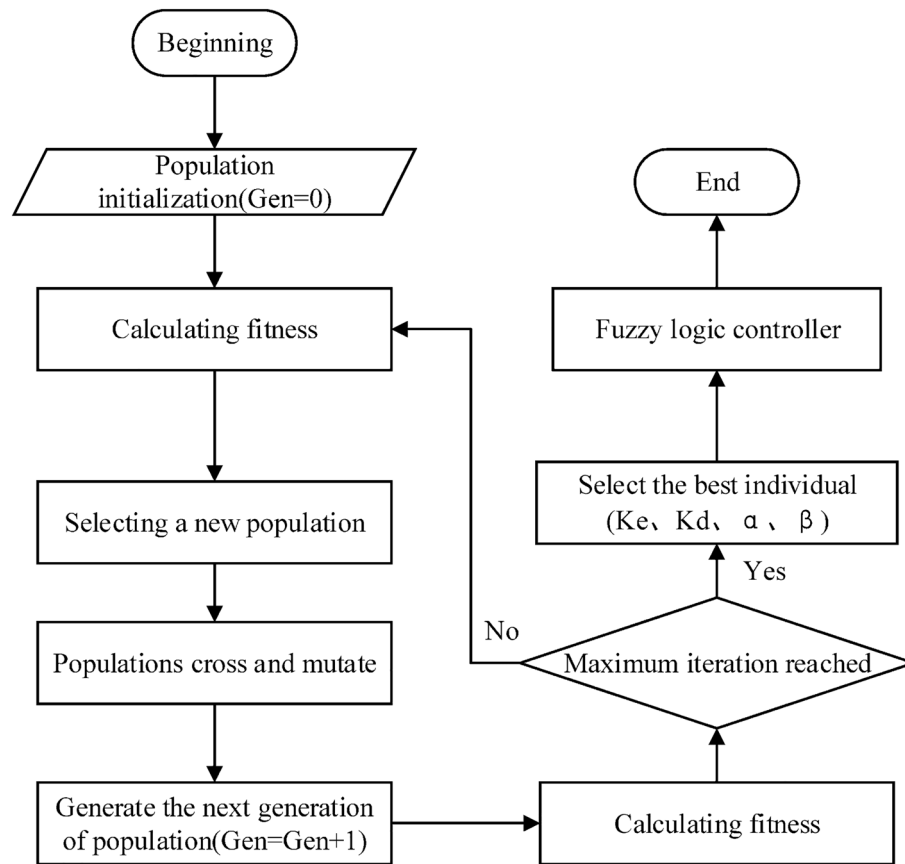 Beginning
Population
initialization(Gen=0)
Calculating fitness
Selecting a new population
Populations cross and mutate
Generate the next generation
of population(Gen=Gen+1)
Calculating fitness
Maximum iteration reached
No
Yes
Select the best individual
(Ke、Kd、α、β)
Fuzzy logic controller
End